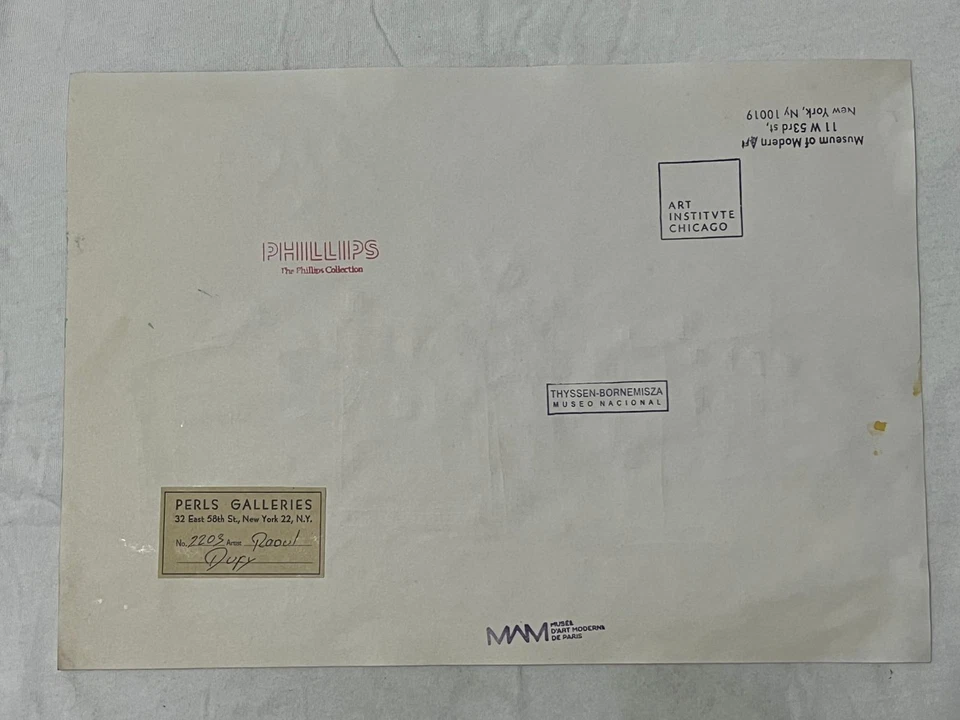 Museum of Modern Art
11 W 53rd st,
New York, Ny 10019
ART
INSTITVTE
CHICAGO
PHILLIPS
The Phillips Collection
THYSSEN-BORNEMISZA
MUSEO NACIONAL
PERLS GALLERIES
32 East 58th St., New York 22, N.Y.
No. 2203 Artist Raoul
Dufy
MAM MUSÉE
D'ART MODERNE
DE PARIS